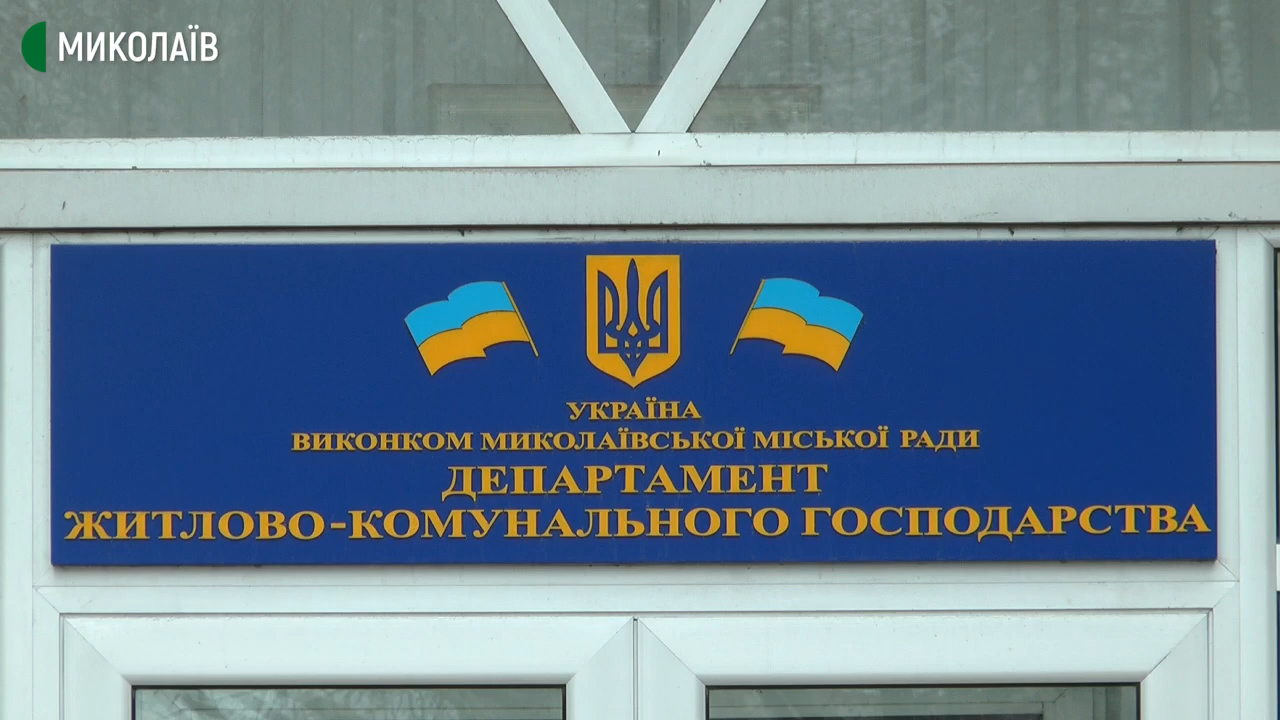 МИКОЛАЇВ
УКРАЇНА
ВИКОНКОМ МИКОЛАЇВСЬКОЇ МІСЬКОЇ РАДИ
ДЕПАРТАМЕНТ
ЖИТЛОВО-КОМУНАЛЬНОГО ГОСПОДАРСТВА